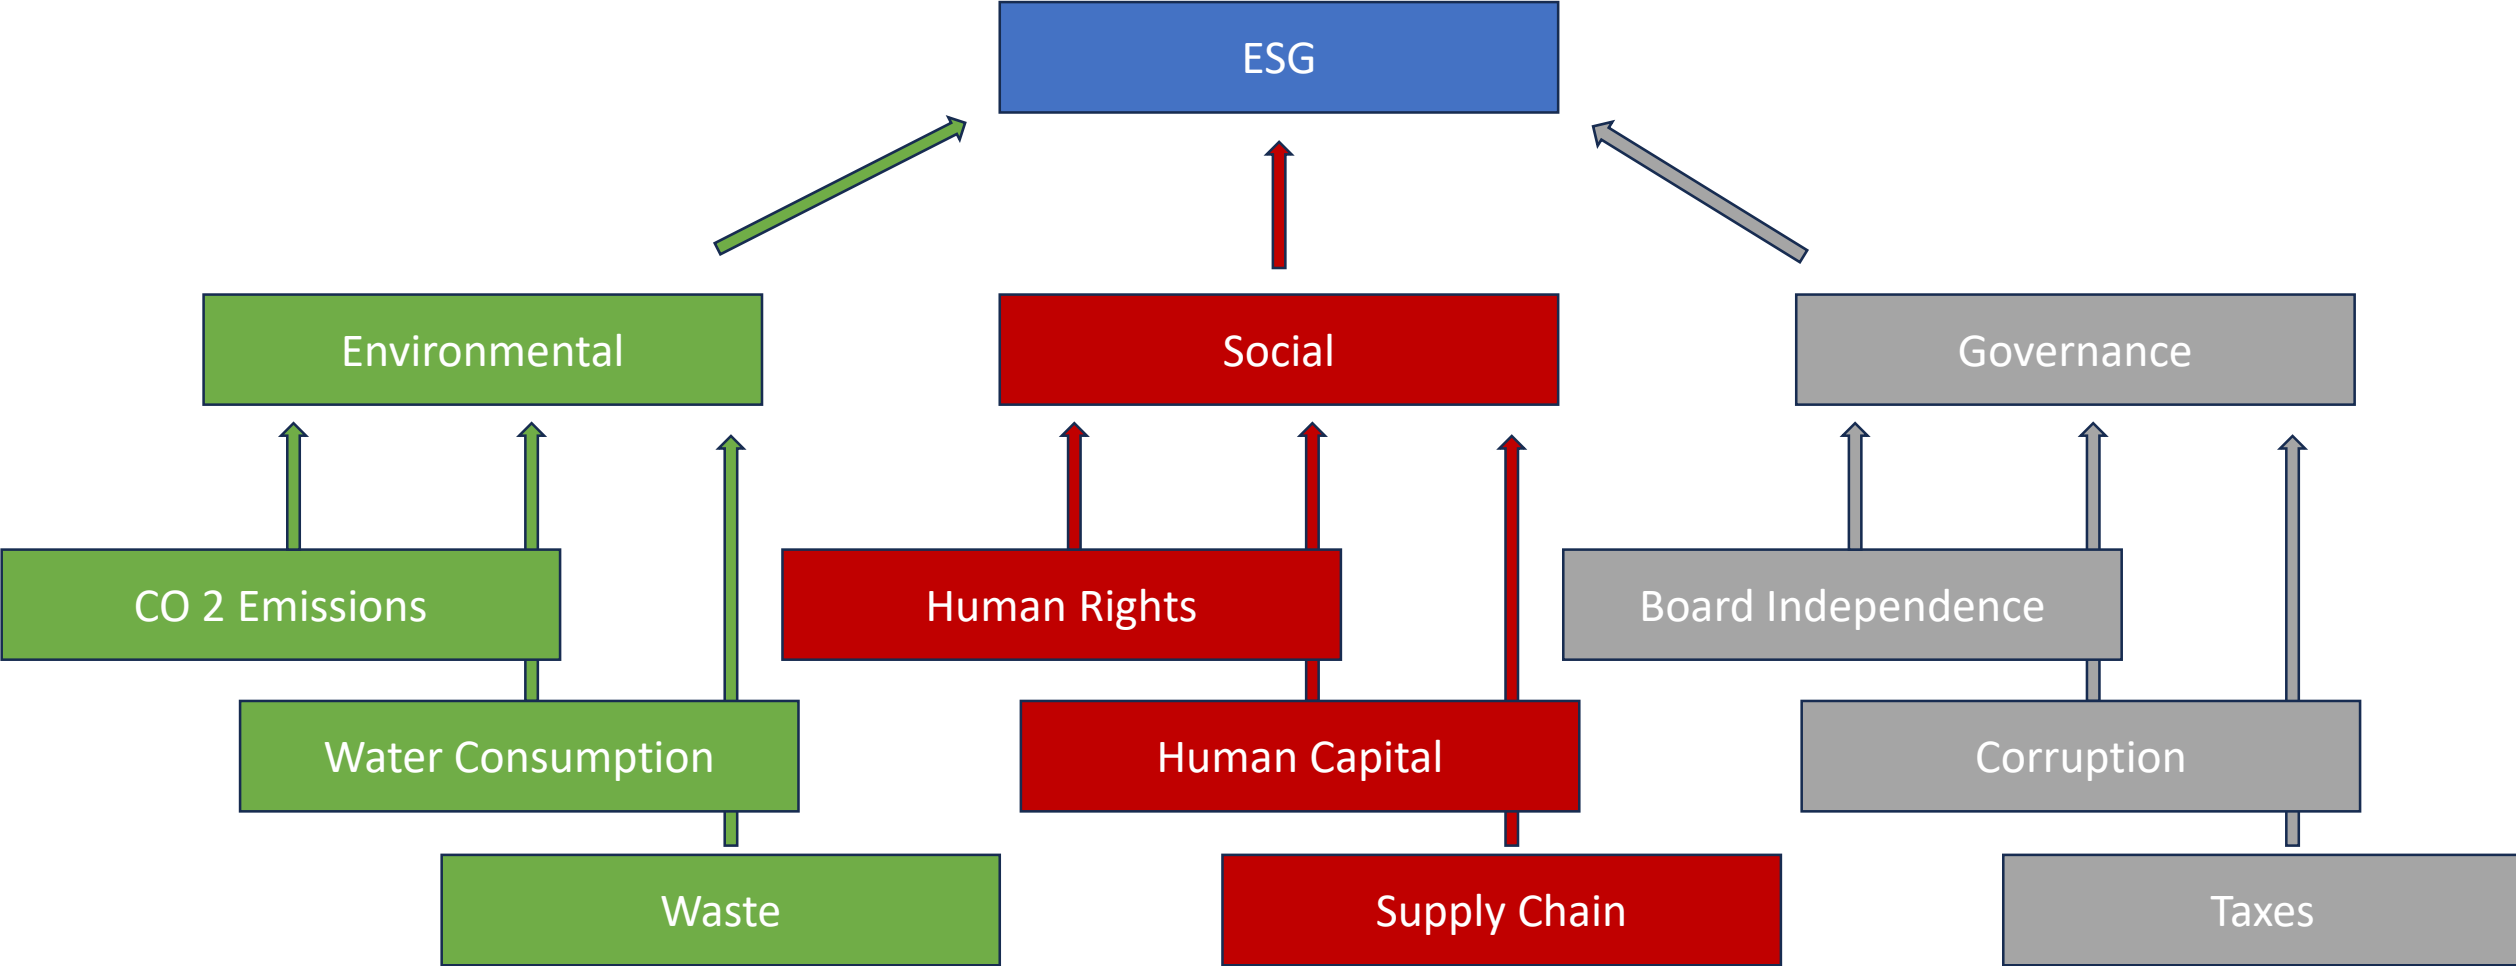 ESG
Environmental
Social
Governance
CO 2 Emissions
Human Rights
Board Independence
Water Consumption
Human Capital
Corruption
Waste
Supply Chain
Taxes